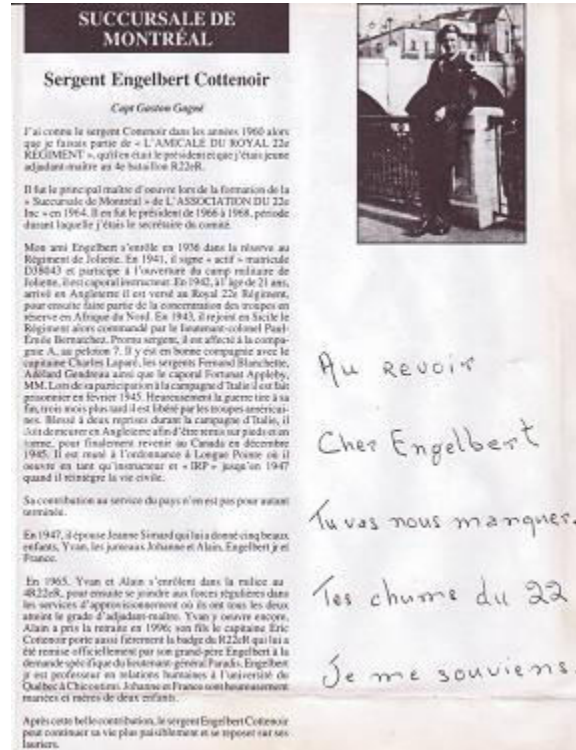 SUCCURSALE DE
MONTRÉAL
Sergent Engelbert Cottenoir
Capt Gaston Gagné
J'ai connu le sergent Cottenoir dans les années 1960 alors
que je faisais partie de « L'AMICALE DU ROYAL 22e
RÉGIMENT », qu'il en était le président et que j'étais jeune
adjudant-maître au 4e bataillon R22eR.
Il fut le principal maître d'oeuvre lors de la formation de la
« Succursale de Montréal » de L'ASSOCIATION DU 22e
Inc » en 1964. Il en fut le président de 1966 à 1968, période
durant laquelle j'étais le secrétaire du comité.
Mon ami Engelbert s'enrôle en 1936 dans la réserve au
Régiment de Joliette. En 1941, il signe « actif » matricule
D38043 et participe à l'ouverture du camp militaire de
Joliette, il est caporal instructeur. En 1942, à l'âge de 21 ans,
arrivé en Angleterre il est versé au Royal 22e Régiment,
pour ensuite faire partie de la concentration des troupes en
réserve en Afrique du Nord. En 1943, il rejoint en Sicile le
Régiment alors commandé par le lieutenant-colonel Paul-
Émile Bernatchez. Promu sergent, il est affecté à la compa-
gnie A, au peloton 7. Il y est en bonne compagnie avec le
capitaine Charles Laparé, les sergents Fernand Blanchette,
Adélard Gendreau ainsi que le caporal Fortunat Appleby,
MM. Lors de sa participation à la campagne d'Italie il est fait
prisonnier en février 1945. Heureusement la guerre tire à sa
fin, trois mois plus tard il est libéré par les troupes américai-
nes. Blessé à deux reprises durant la campagne d'Italie, il
doit demeurer en Angleterre afin d'être remis sur pieds et en
forme, pour finalement revenir au Canada en décembre
1945. Il est muté à l'ordonnance à Longue Pointe où il
oeuvre en tant qu'instructeur et « IRP » jusqu'en 1947
quand il réintègre la vie civile.
Sa contribution au service du pays n'en est pas pour autant
terminée.
En 1947, il épouse Jeanne Simard qui lui a donné cinq beaux
enfants, Yvan, les jumeaux Johanne et Alain, Engelbert jr et
France.
En 1965, Yvan et Alain s'enrôlent dans la milice au
4R22eR, pour ensuite se joindre aux forces régulières dans
les services d'approvisionnement où ils ont tous les deux
atteint le grade d'adjudant-maître. Yvan y oeuvre encore,
Alain a pris la retraite en 1996; son fils le capitaine Éric
Cottenoir porte aussi fièrement la badge du R22eR qui lui a
été remise officiellement par son grand-père Engelbert à la
demande spécifique du lieutenant-général Paradis. Engelbert
jr est professeur en relations humaines à l'université du
Québec à Chicoutimi. Johanne et France sont heureusement
mariées et mères de deux enfants.
Après cette belle contribution, le sergent Engelbert Cottenoir
peut continuer sa vie plus paisiblement et se reposer sur ses
lauriers.
Au Revoir
Cher Engelbert
Tu vas nous manquer.
Tes chums du 22
Je me souviens.